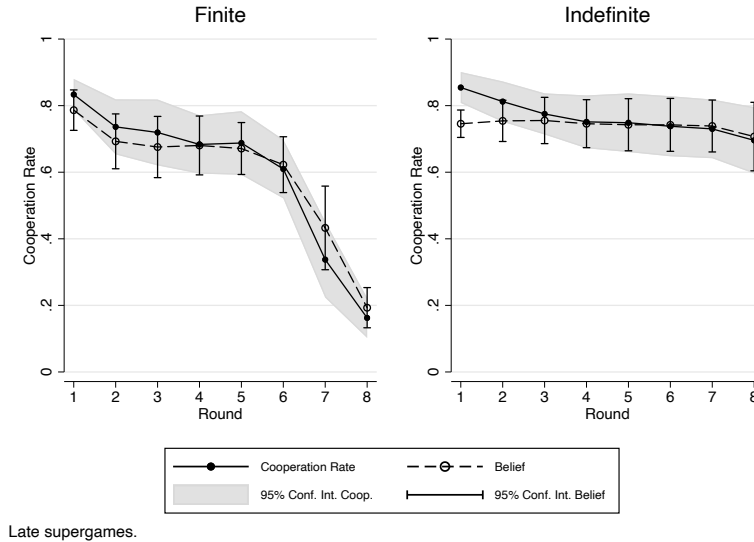 Finite
Cooperation Rate
1
.8
.6
.4
.2
0
1 2 3 4 5 6 7 8
Round
Indefinite
Cooperation Rate
1
.8
.6
.4
.2
0
1 2 3 4 5 6 7 8
Round
Cooperation Rate
Belief
95% Conf. Int. Coop.
95% Conf. Int. Belief
Late supergames.